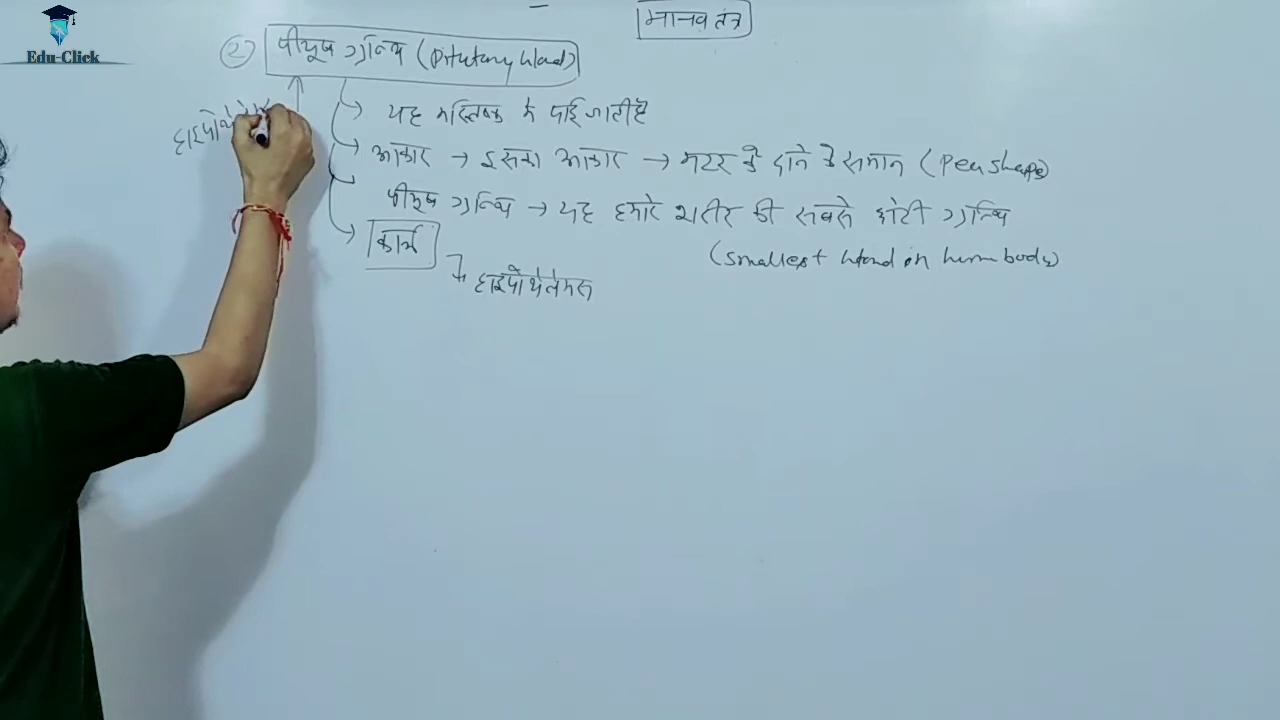 मानव तंत्र
Edu-Click
② पीयूष ग्रन्थि (Pitutary Gland)
यह मस्तिष्क में पाई जाती है
आकार → इसका आकार → मटर के दाने के समान (Pea shape)
पीयूष ग्रन्थि → यह हमारे शरीर की सबसे छोटी ग्रन्थि
(Smallest Gland in human body)
कार्य
हाइपोथेलेमस